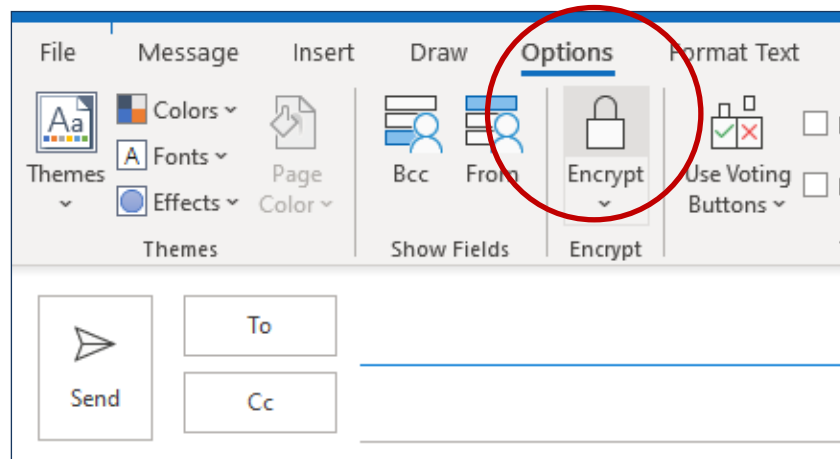 File Message Insert Draw Options Format Text
Aa
Themes
Colors
A Fonts
Effects
Page
Color
Themes
Bcc
From
Show Fields
Encrypt
Encrypt
Use Voting
Buttons
Send
To
Cc